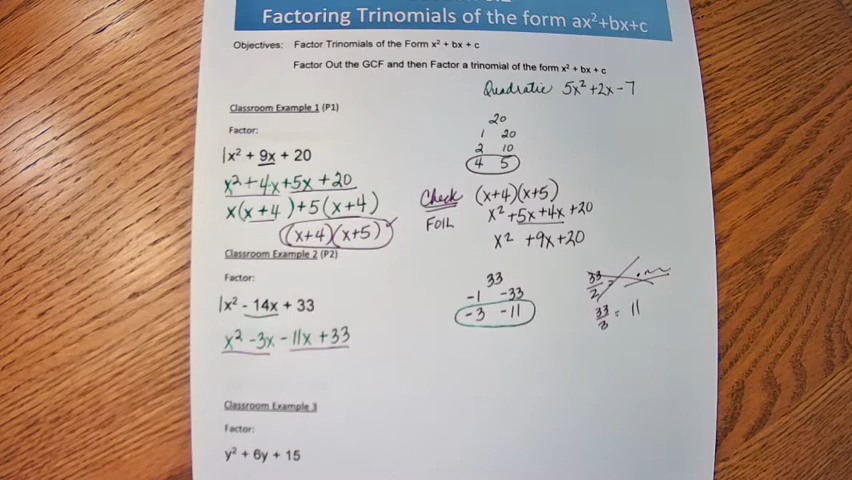 Factoring Trinomials of the form ax²+bx+c
Objectives: Factor Trinomials of the Form x² + bx + c
Factor Out the GCF and then Factor a trinomial of the form x² + bx + c
Quadratic 5x² + 2x - 7
Classroom Example 1 (P1)
Factor:
1x² + 9x + 20
x² + 4x + 5x + 20
x(x + 4) + 5(x + 4)
(x+4)(x+5)
20
1 20
2 10
4 5
Check (x+4)(x+5)
FOIL x² + 5x + 4x + 20
x² + 9x + 20
Classroom Example 2 (P2)
Factor:
1x² - 14x + 33
x² - 3x - 11x + 33
33
-1 -33
-3 -11
33/2 =
33/3 = 11
Classroom Example 3
Factor:
y² + 6y + 15